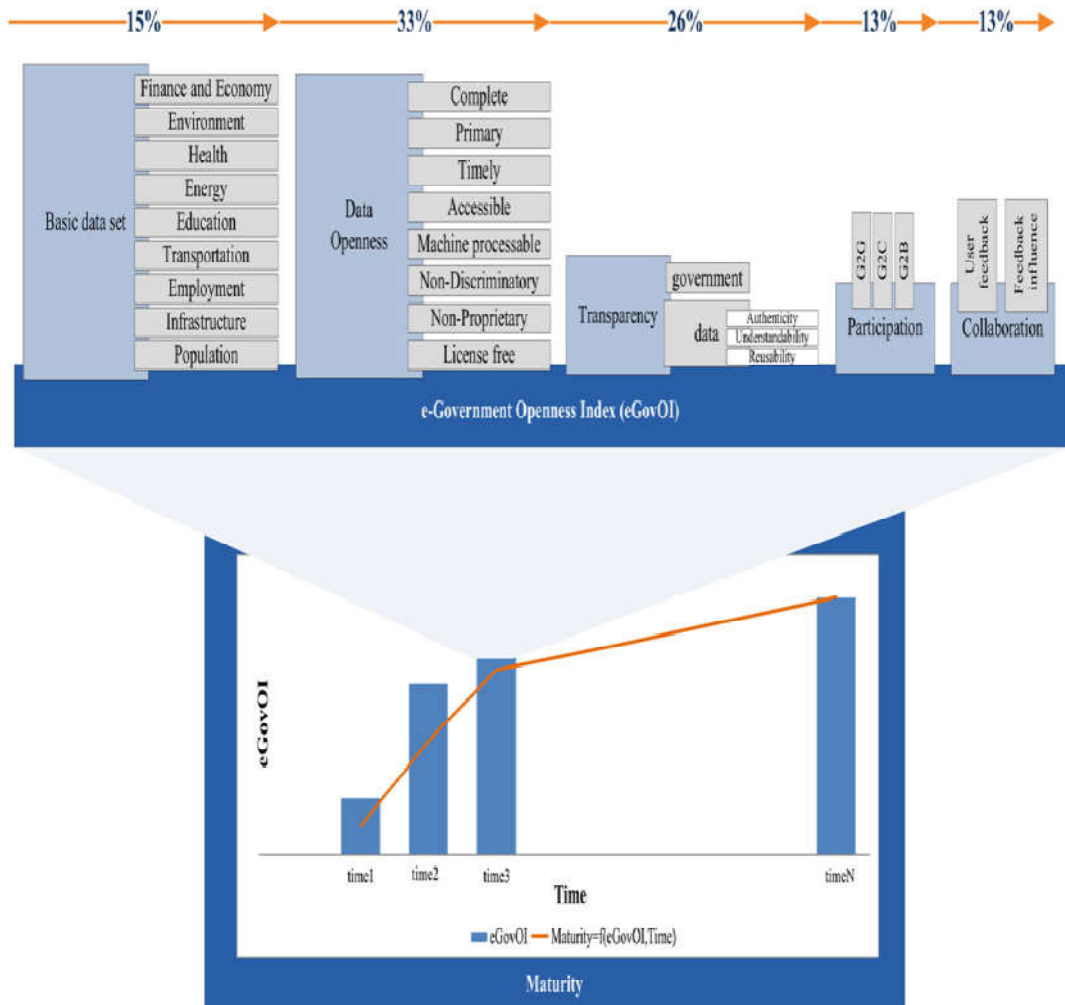 15%
33%
26%
13%
13%
Basic data set
Finance and Economy
Environment
Health
Energy
Education
Transportation
Employment
Infrastructure
Population
Data
Openness
Complete
Primary
Timely
Accessible
Machine processable
Non-Discriminatory
Non-Proprietary
License free
Transparency
government
data
Authenticity
Understandability
Reusability
G2G
G2C
G2B
Participation
User
feedback
Feedback
influence
Collaboration
e-Government Openness Index (eGovOI)
eGovOI
time1
time2
time3
timeN
Time
eGovOI
Maturity=f(eGovOI,Time)
Maturity